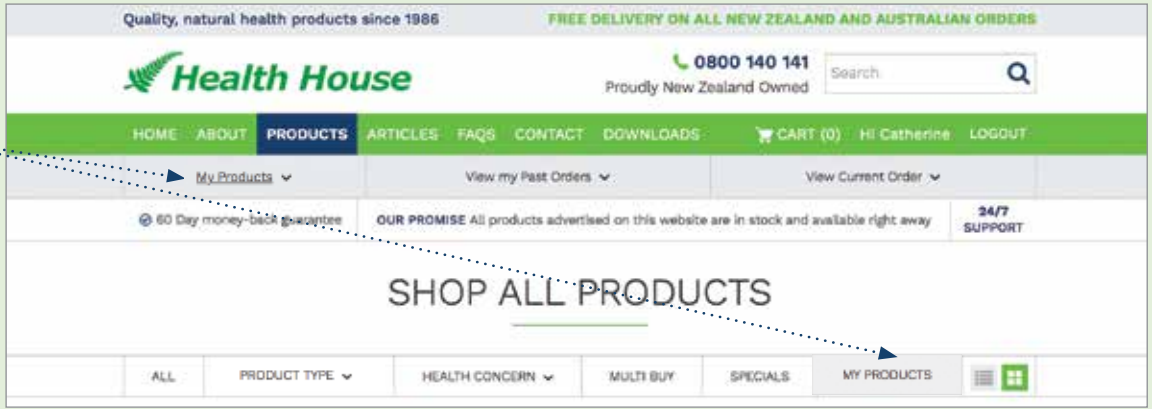 Quality, natural health products since 1986 FREE DELIVERY ON ALL NEW ZEALAND AND AUSTRALIAN ORDERS
Health House
0800 140 141
Proudly New Zealand Owned
Search
HOME ABOUT PRODUCTS ARTICLES FAQS CONTACT DOWNLOADS CART (0) Hi Catherine LOGOUT
My Products View my Past Orders View Current Order
60 Day money-back guarantee OUR PROMISE All products advertised on this website are in stock and available right away 24/7 SUPPORT
SHOP ALL PRODUCTS
ALL PRODUCT TYPE HEALTH CONCERN MULTI BUY SPECIALS MY PRODUCTS